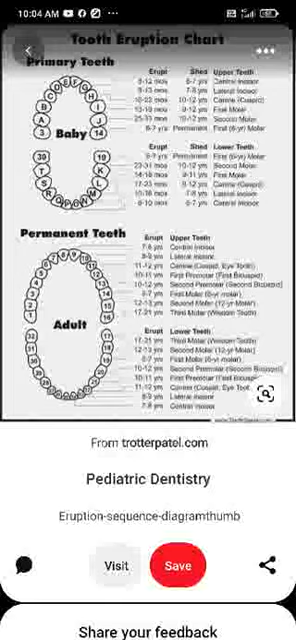 10:04 AM
Tooth Eruption Chart
Primary Teeth
Erupt Shed Upper Teeth
8-12 mos 6-7 yrs Central Incisor
9-13 mos 7-8 yrs Lateral Incisor
16-22 mos 10-12 yrs Canine (Cuspid)
13-19 mos 9-11 yrs First Molar
25-33 mos 10-12 yrs Second Molar
6-7 yrs Permanent First (6-yr) Molar
Baby
Erupt Shed Lower Teeth
6-7 yrs Permanent First (6-yr) Molar
23-31 mos 10-12 yrs Second Molar
14-18 mos 9-11 yrs First Molar
17-23 mos 9-12 yrs Canine (Cuspid)
10-16 mos 7-8 yrs Lateral Incisor
6-10 mos 6-7 yrs Central Incisor
Permanent Teeth
Erupt Upper Teeth
7-8 yrs Central Incisor
8-9 yrs Lateral Incisor
11-12 yrs Canine (Cuspid, Eye Tooth)
10-11 yrs First Premolar (First Bicuspid)
10-12 yrs Second Premolar (Second Bicuspid)
6-7 yrs First Molar (6-yr molar)
12-13 yrs Second Molar (12-yr molar)
17-21 yrs Third Molar (Wisdom Tooth)
Adult
Erupt Lower Teeth
17-21 yrs Third Molar (Wisdom Tooth)
12-13 yrs Second Molar (12-yr Molar)
6-7 yrs First Molar (6-yr molar)
10-12 yrs Second Premolar (Second Bicuspid)
10-11 yrs First Premolar (First Bicuspid)
11-12 yrs Canine (Cuspid, Eye Toot
8-9 yrs Lateral Incisor
7-8 yrs Central Incisor
From trotterpatel.com
Pediatric Dentistry
Eruption-sequence-diagramthumb
Visit
Save
Share your feedback